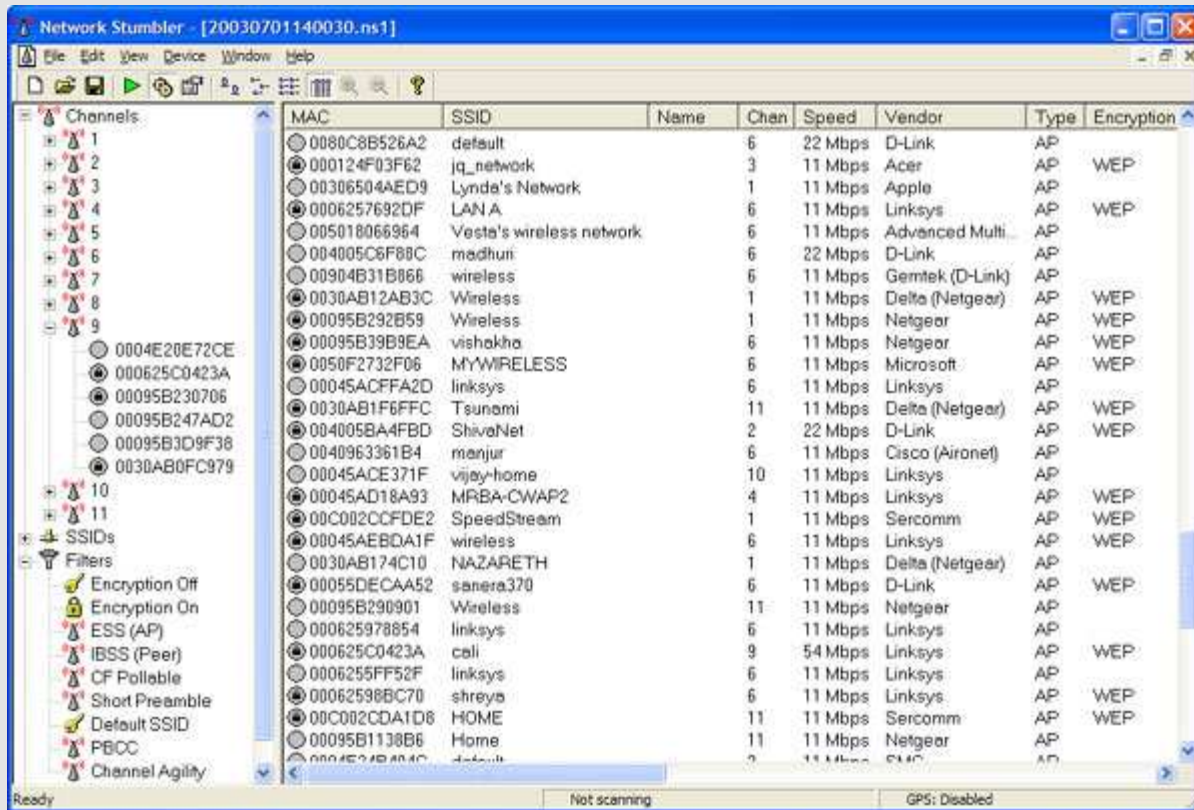 Network Stumbler - [20030701140030.ns1]
File Edit View Device Window Help
Channels
1
2
3
4
5
6
7
8
9
0004E20E72CE
000625C0423A
00095B230706
00095B247AD2
00095B3D9F38
0030AB0FC979
10
11
SSIDs
Filters
Encryption Off
Encryption On
ESS (AP)
IBSS (Peer)
CF Pollable
Short Preamble
Default SSID
PBCC
Channel Agility
MAC SSID Name Chan Speed Vendor Type Encryption
0080C8B526A2 default 6 22 Mbps D-Link AP
000124F03F62 jq_network 3 11 Mbps Acer AP WEP
00306504AED9 Lynda's Network 1 11 Mbps Apple AP
0006257692DF LAN A 6 11 Mbps Linksys AP WEP
005018066964 Vesta's wireless network 6 11 Mbps Advanced Multi... AP
004005C6F88C madhuri 6 22 Mbps D-Link AP
00904B31B866 wireless 6 11 Mbps Gemtek (D-Link) AP
0030AB12AB3C Wireless 1 11 Mbps Delta (Netgear) AP WEP
00095B292B59 Wireless 1 11 Mbps Netgear AP WEP
00095B39B9EA vishakha 6 11 Mbps Netgear AP WEP
0050F2732F06 MYWIRELESS 6 11 Mbps Microsoft AP WEP
00045ACFFA2D linksys 6 11 Mbps Linksys AP
0030AB1F6FFC Tsunami 11 11 Mbps Delta (Netgear) AP WEP
004005BA4FBD ShivaNet 2 22 Mbps D-Link AP WEP
0040963361B4 manjur 6 11 Mbps Cisco (Aironet) AP
00045ACE371F vijay-home 10 11 Mbps Linksys AP
00045AD18A93 MRBA-CWAP2 4 11 Mbps Linksys AP WEP
00C002CCFDE2 SpeedStream 1 11 Mbps Sercomm AP WEP
00045AEBDA1F wireless 6 11 Mbps Linksys AP WEP
0030AB174C10 NAZARETH 1 11 Mbps Delta (Netgear) AP
00055DECAA52 sanera370 6 11 Mbps D-Link AP WEP
00095B290901 Wireless 11 11 Mbps Netgear AP
000625978854 linksys 6 11 Mbps Linksys AP
000625C0423A cali 9 54 Mbps Linksys AP WEP
0006255FF52F linksys 6 11 Mbps Linksys AP
00062598BC70 shreya 6 11 Mbps Linksys AP WEP
00C002CDA1D8 HOME 11 11 Mbps Sercomm AP WEP
00095B1138B6 Home 11 11 Mbps Netgear AP
Ready Not scanning GPS: Disabled